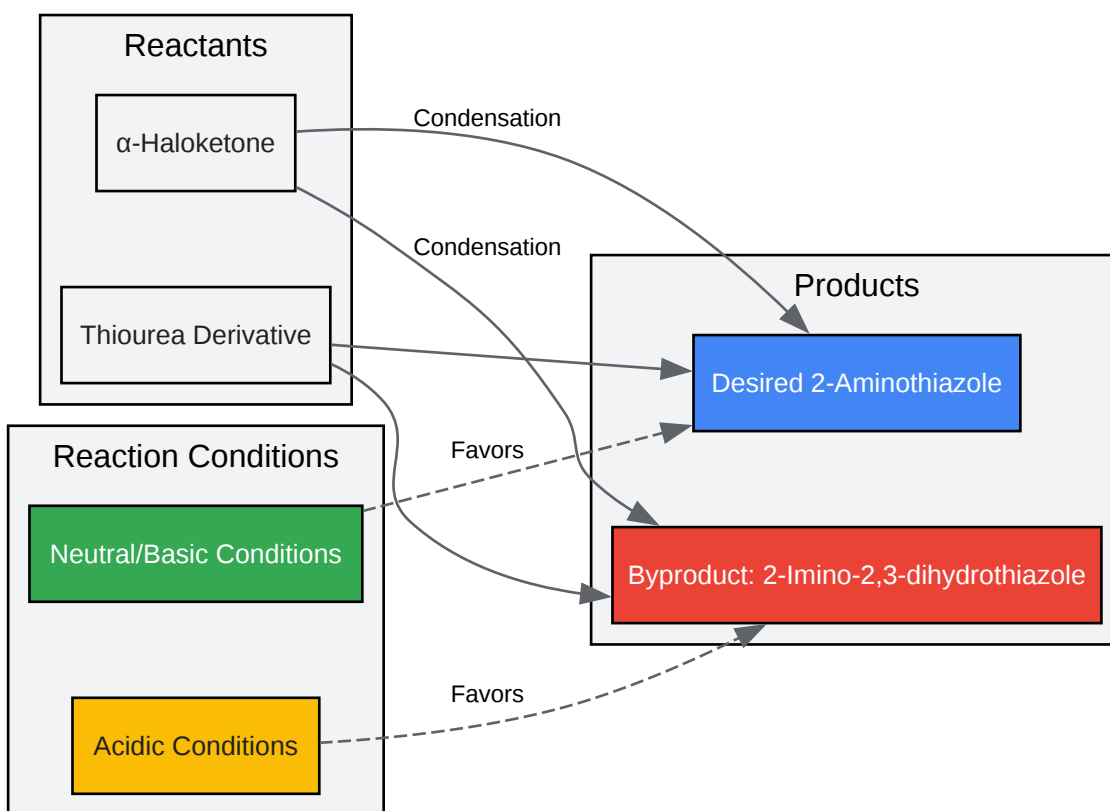 Reactants
α-Haloketone
Thiourea Derivative
Condensation
Condensation
Products
Desired 2-Aminothiazole
Byproduct: 2-Imino-2,3-dihydrothiazole
Reaction Conditions
Neutral/Basic Conditions
Acidic Conditions
Favors
Favors